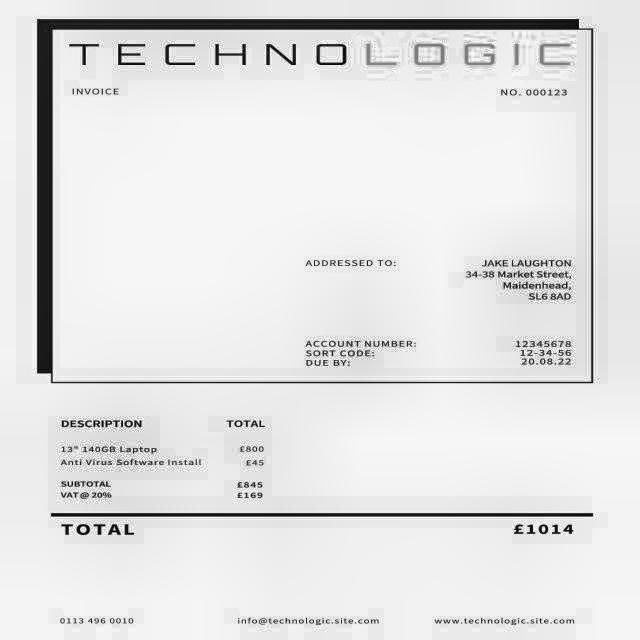 TECHNOLOGIC
INVOICE NO. 000123
ADDRESSED TO: JAKE LAUGHTON
34-38 Market Street,
Maidenhead,
SL6 8AD
ACCOUNT NUMBER: 12345678
SORT CODE: 12-34-56
DUE BY: 20.08.22
DESCRIPTION TOTAL
13" 140GB Laptop £800
Anti Virus Software Install £45
SUBTOTAL £845
VAT @ 20% £169
TOTAL £1014
0113 496 0010 info@technologic.site.com www.technologic.site.com